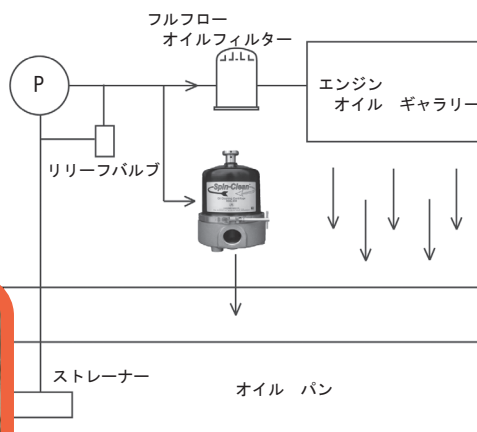 フルフロー
オイルフィルター
P
エンジン
オイル　ギャラリー
リリーフバルブ
Spin-Clean
ストレーナー
オイル　パン